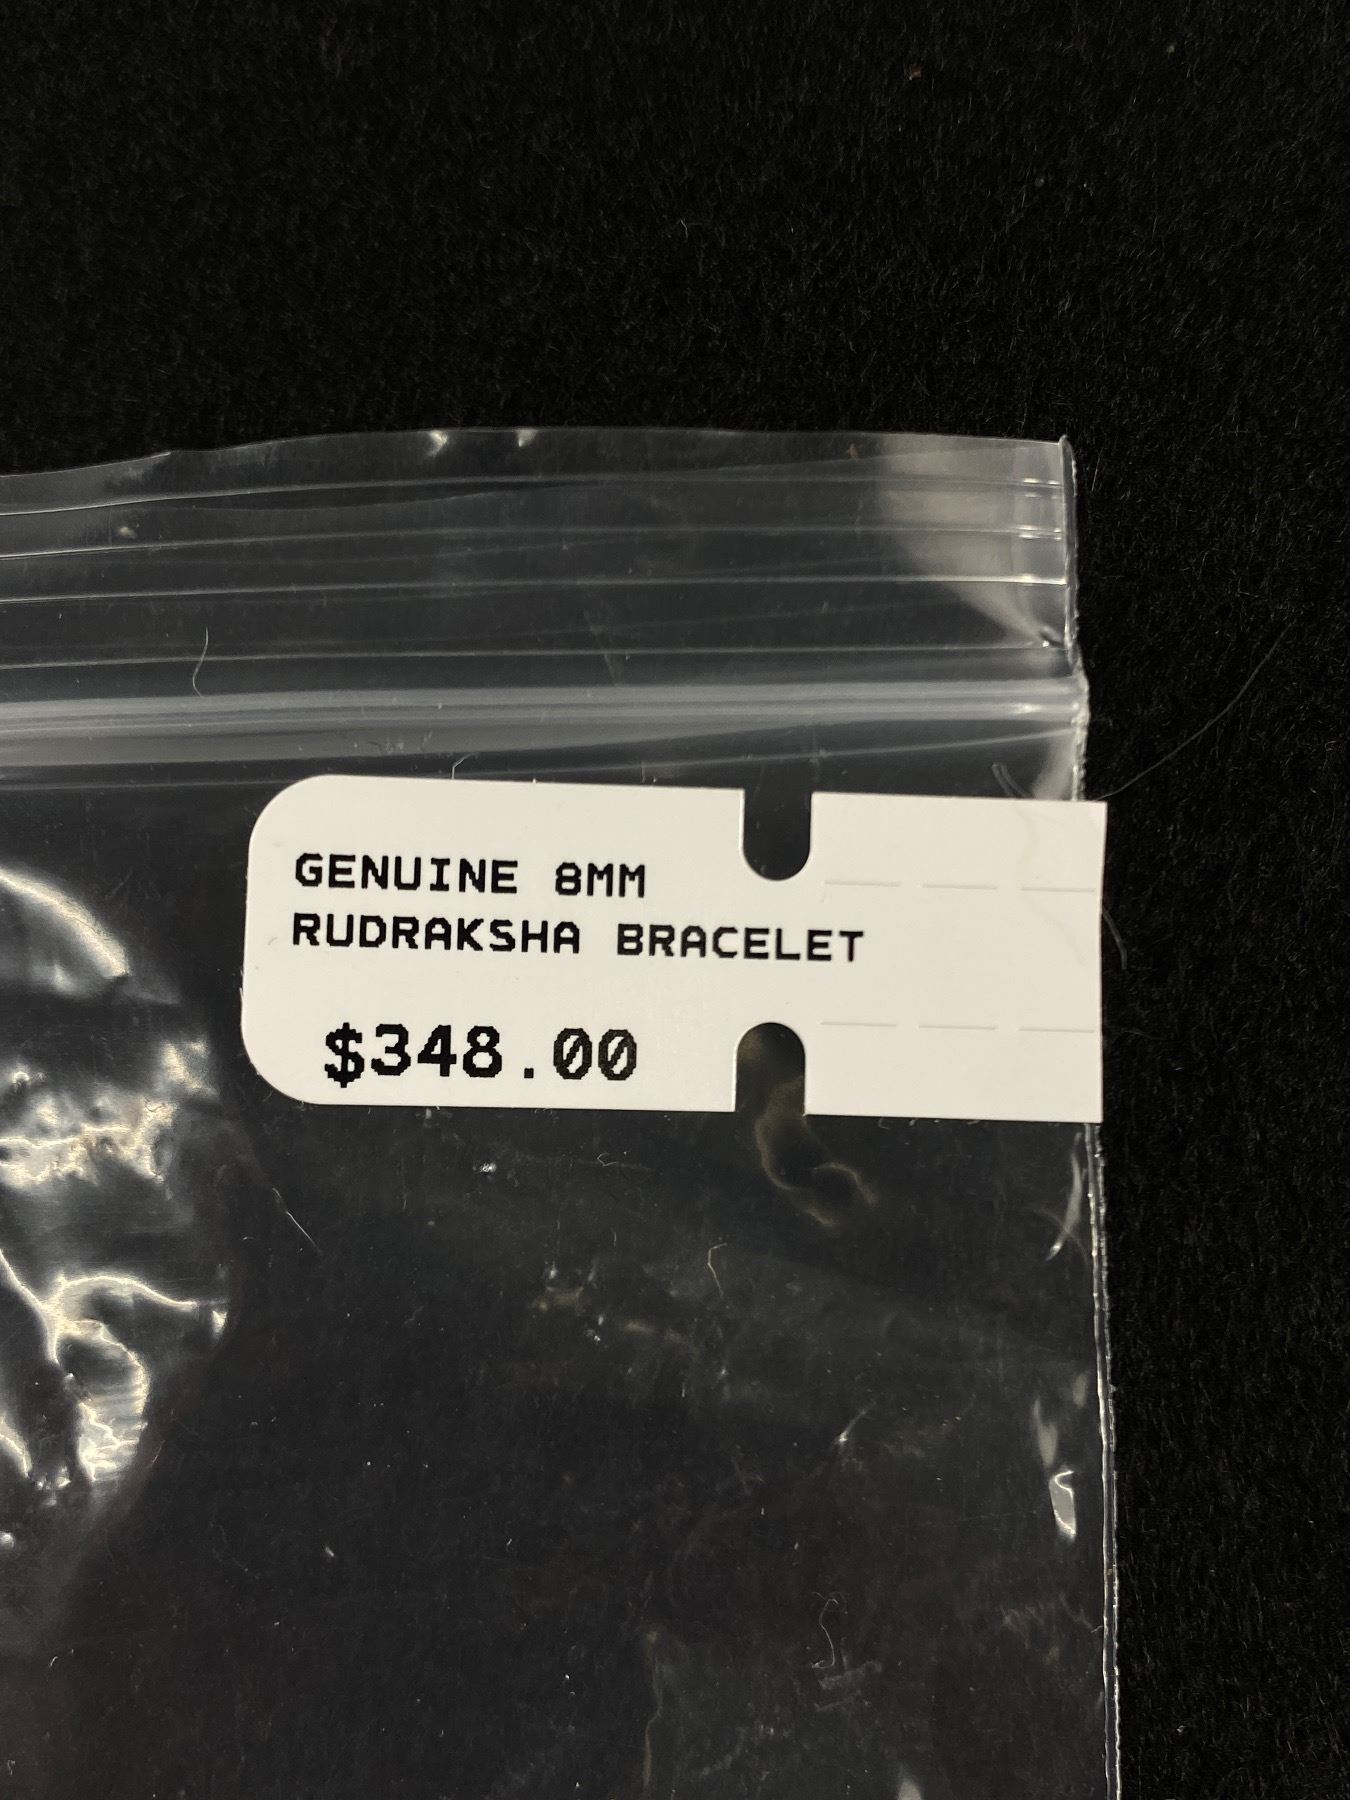 GENUINE 8MM
RUDRAKSHA BRACELET
$348.00